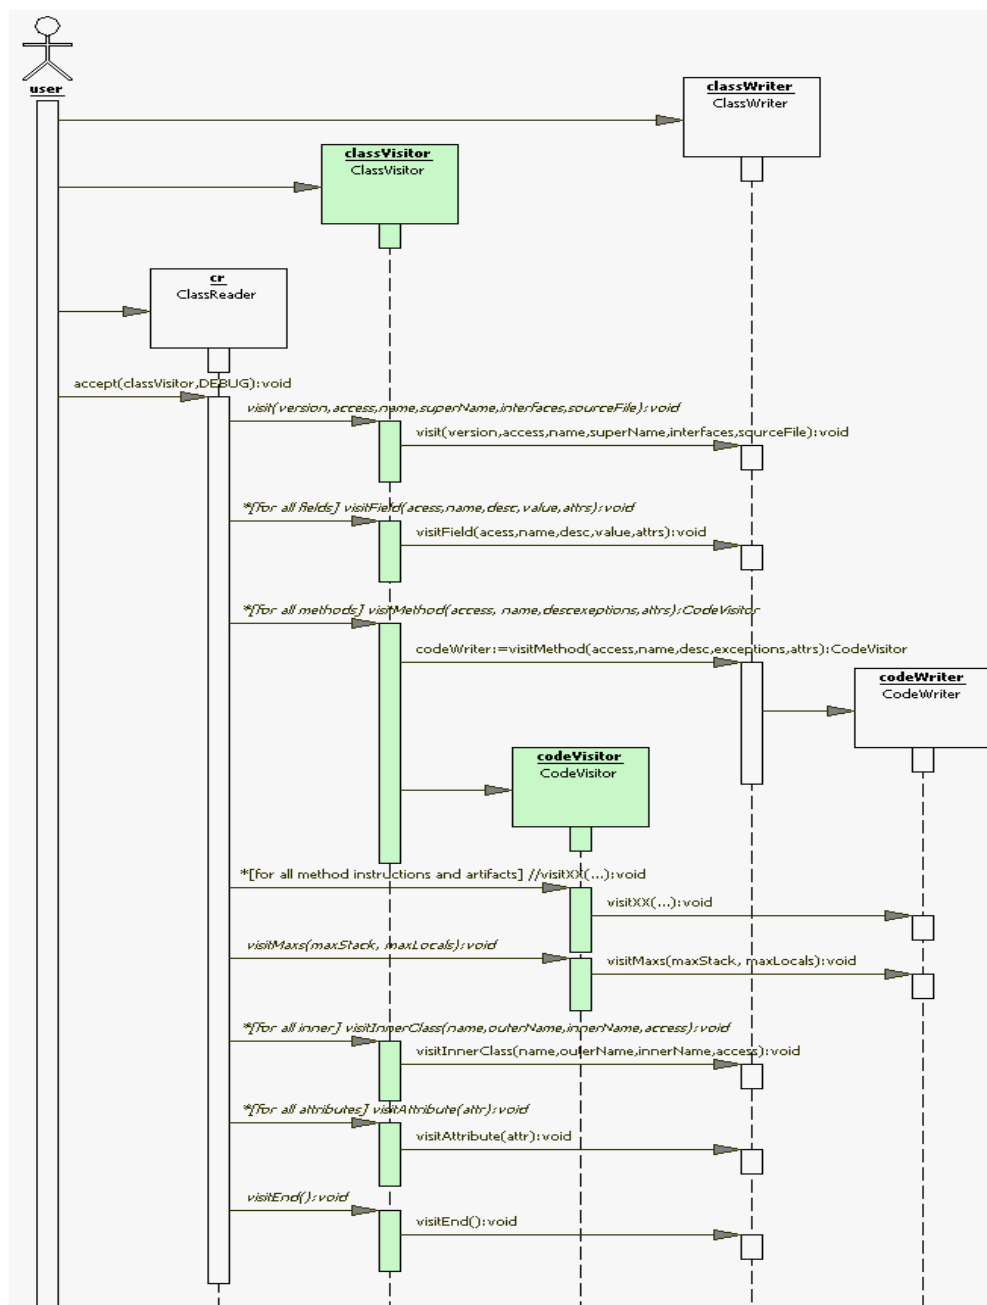 user
classWriter
ClassWriter
classVisitor
ClassVisitor
cr
ClassReader
accept(classVisitor,DEBUG):void
visit(version,access,name,superName,interfaces,sourceFile):void
visit(version,access,name,superName,interfaces,sourceFile):void
*[for all fields] visitField(acess,name,desc,value,attrs):void
visitField(acess,name,desc,value,attrs):void
*[for all methods] visitMethod(access, name,descexeptions,attrs):CodeVisitor
codeWriter:=visitMethod(access,name,desc,exceptions,attrs):CodeVisitor
codeWriter
CodeWriter
codeVisitor
CodeVisitor
*[for all method instructions and artifacts] //visitXX(...):void
visitXX(...):void
visitMaxs(maxStack, maxLocals):void
visitMaxs(maxStack, maxLocals):void
*[for all inner] visitInnerClass(name,outerName,innerName,access):void
visitInnerClass(name,outerName,innerName,access):void
*[for all attributes] visitAttribute(attr):void
visitAttribute(attr):void
visitEnd():void
visitEnd():void